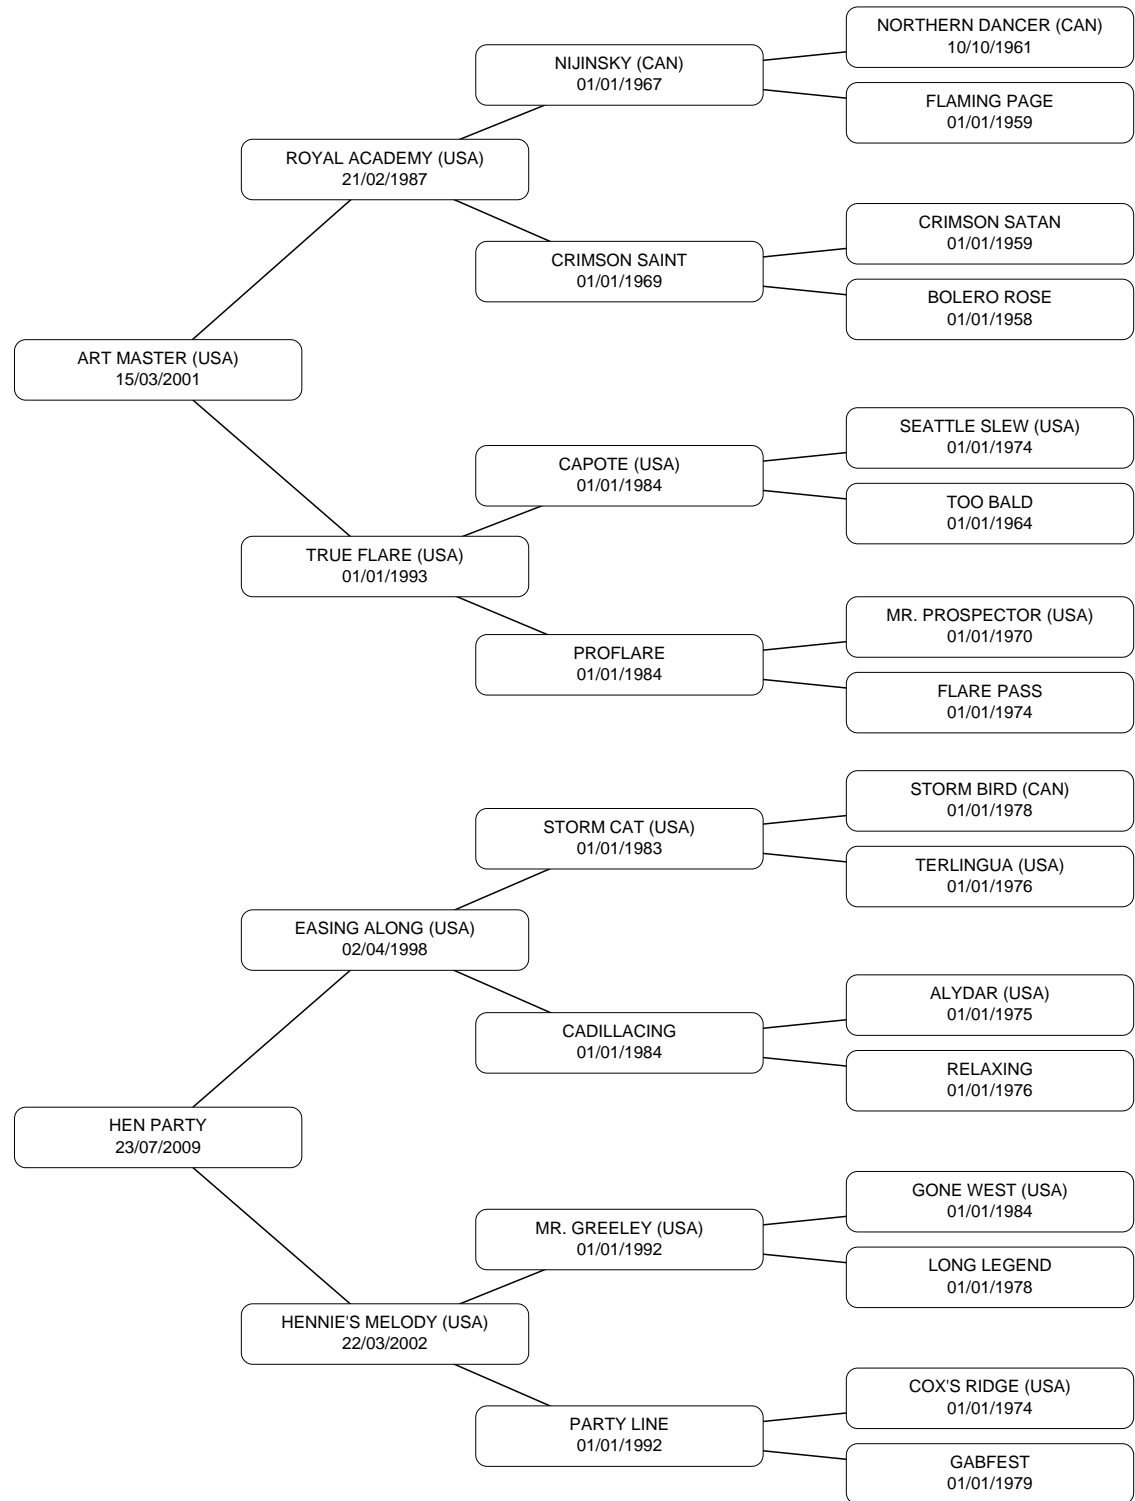 NORTHERN DANCER (CAN)
10/10/1961
NIJINSKY (CAN)
01/01/1967
FLAMING PAGE
01/01/1959
ROYAL ACADEMY (USA)
21/02/1987
CRIMSON SATAN
01/01/1959
CRIMSON SAINT
01/01/1969
BOLERO ROSE
01/01/1958
ART MASTER (USA)
15/03/2001
SEATTLE SLEW (USA)
01/01/1974
CAPOTE (USA)
01/01/1984
TOO BALD
01/01/1964
TRUE FLARE (USA)
01/01/1993
MR. PROSPECTOR (USA)
01/01/1970
PROFLARE
01/01/1984
FLARE PASS
01/01/1974
STORM BIRD (CAN)
01/01/1978
STORM CAT (USA)
01/01/1983
TERLINGUA (USA)
01/01/1976
EASING ALONG (USA)
02/04/1998
ALYDAR (USA)
01/01/1975
CADILLACING
01/01/1984
RELAXING
01/01/1976
HEN PARTY
23/07/2009
GONE WEST (USA)
01/01/1984
MR. GREELEY (USA)
01/01/1992
LONG LEGEND
01/01/1978
HENNIE'S MELODY (USA)
22/03/2002
COX'S RIDGE (USA)
01/01/1974
PARTY LINE
01/01/1992
GABFEST
01/01/1979